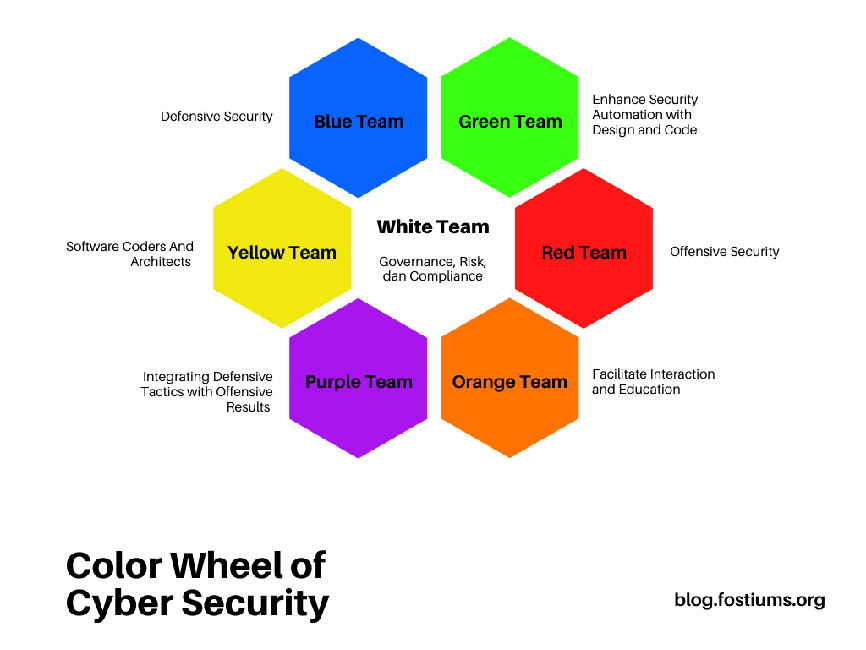 Defensive Security
Blue Team
Green Team
Enhance Security
Automation with
Design and Code
Software Coders And
Architects
Yellow Team
White Team
Governance, Risk,
dan Compliance
Red Team
Offensive Security
Integrating Defensive
Tactics with Offensive
Results
Purple Team
Orange Team
Facilitate Interaction
and Education
Color Wheel of
Cyber Security
blog.fostiums.org